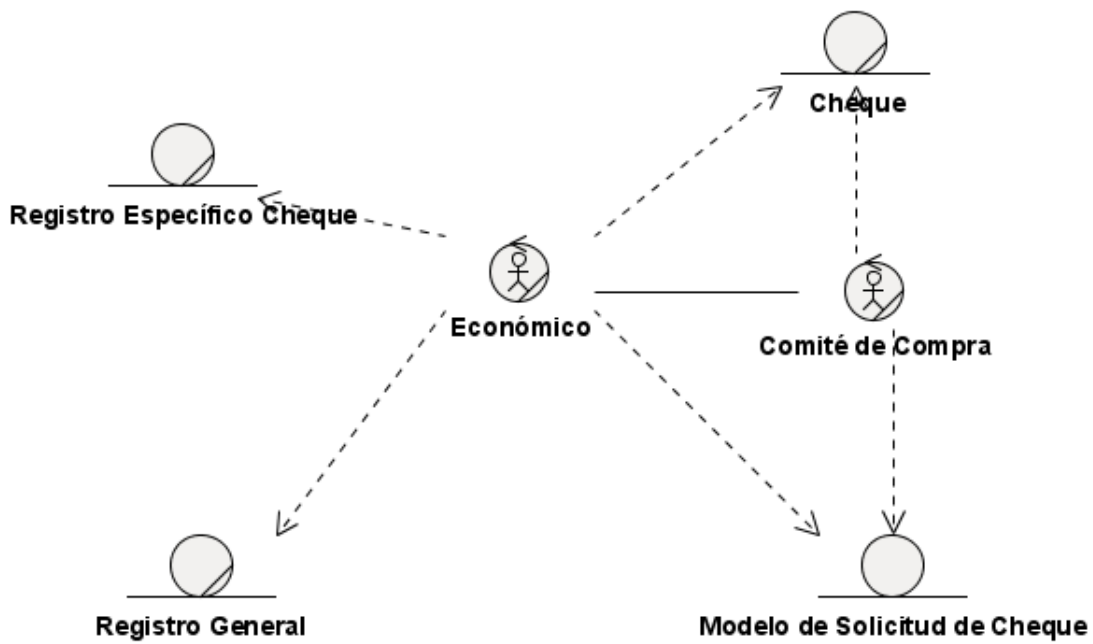 Cheque
Registro Específico Cheque
Económico
Comité de Compra
Registro General
Modelo de Solicitud de Cheque